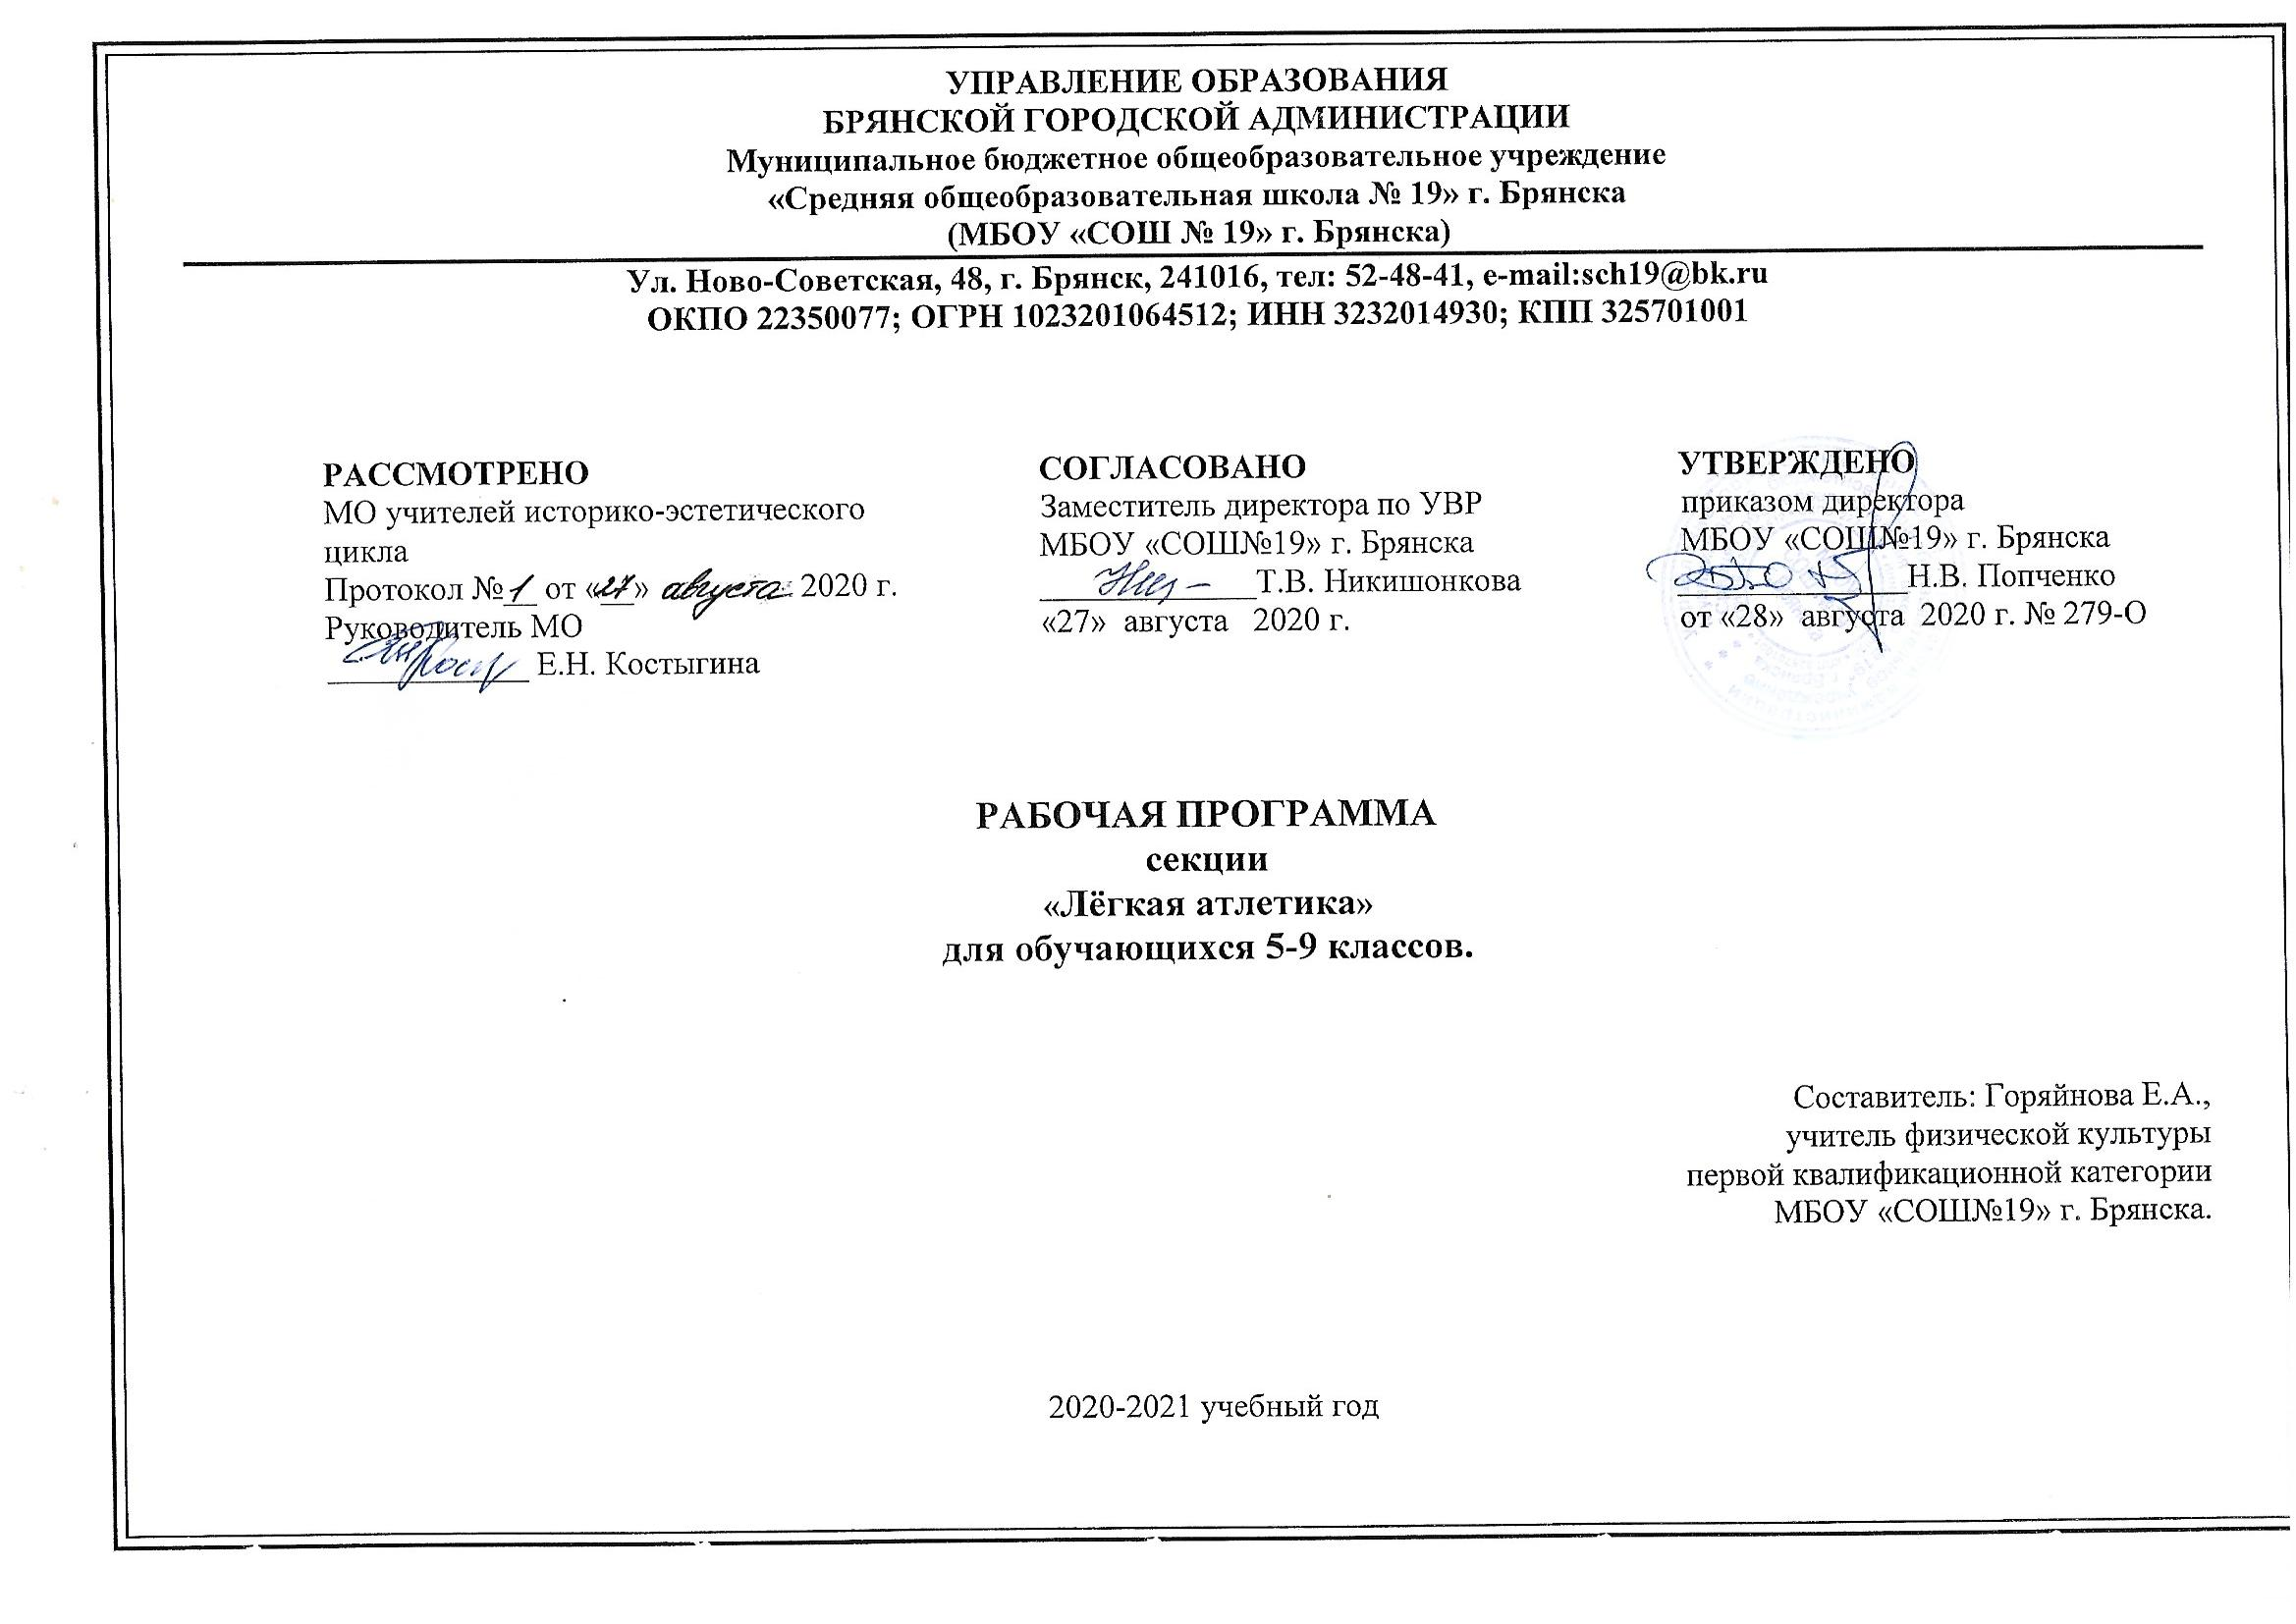 УПРАВЛЕНИЕ ОБРАЗОВАНИЯ
БРЯНСКОЙ ГОРОДСКОЙ АДМИНИСТРАЦИИ
Муниципальное бюджетное общеобразовательное учреждение
«Средняя общеобразовательная школа № 19» г. Брянска
(МБОУ «СОШ № 19» г. Брянска)
Ул. Ново-Советская, 48, г. Брянск, 241016, тел: 52-48-41, e-mail:sch19@bk.ru
ОКПО 22350077; ОГРН 1023201064512; ИНН 3232014930; КПП 325701001
РАССМОТРЕНО
МО учителей историко-эстетического
цикла
Протокол № 1 от «27» августа 2020 г.
Руководитель МО
Е.Н. Костыгина
СОГЛАСОВАНО
Заместитель директора по УВР
МБОУ «СОШ№19» г. Брянска
Т.В. Никишонкова
«27» августа 2020 г.
УТВЕРЖДЕНО
приказом директора
МБОУ «СОШ№19» г. Брянска
Н.В. Попченко
от «28» августа 2020 г. № 279-О
РАБОЧАЯ ПРОГРАММА
секции
«Лёгкая атлетика»
для обучающихся 5-9 классов.
Составитель: Горяйнова Е.А.,
учитель физической культуры
первой квалификационной категории
МБОУ «СОШ№19» г. Брянска.
2020-2021 учебный год